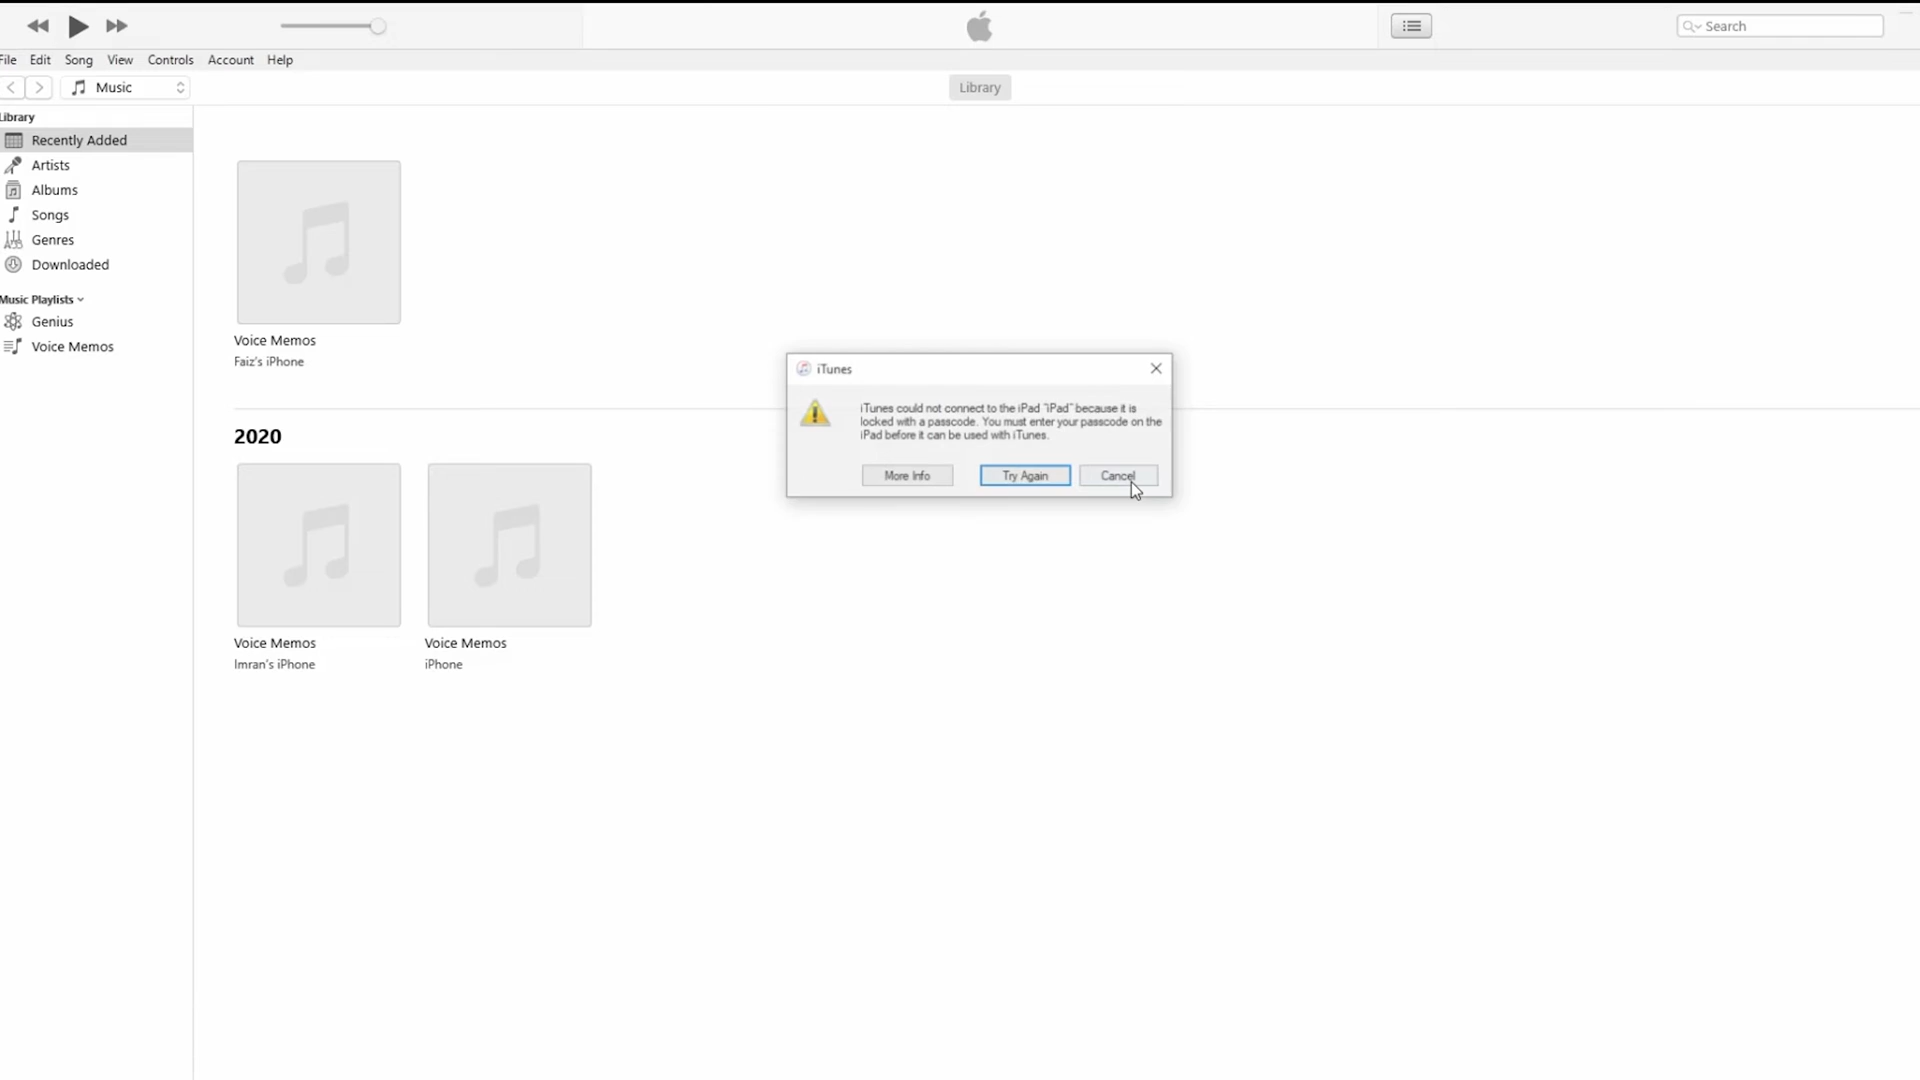 Search
File Edit Song View Controls Account Help
Music
Library
Library
Recently Added
Artists
Albums
Songs
Genres
Downloaded
Music Playlists
Genius
Voice Memos
Voice Memos
Faiz's iPhone
2020
Voice Memos
Imran's iPhone
Voice Memos
iPhone
iTunes
iTunes could not connect to the iPad "iPad" because it is
locked with a passcode. You must enter your passcode on the
iPad before it can be used with iTunes.
More Info Try Again Cancel